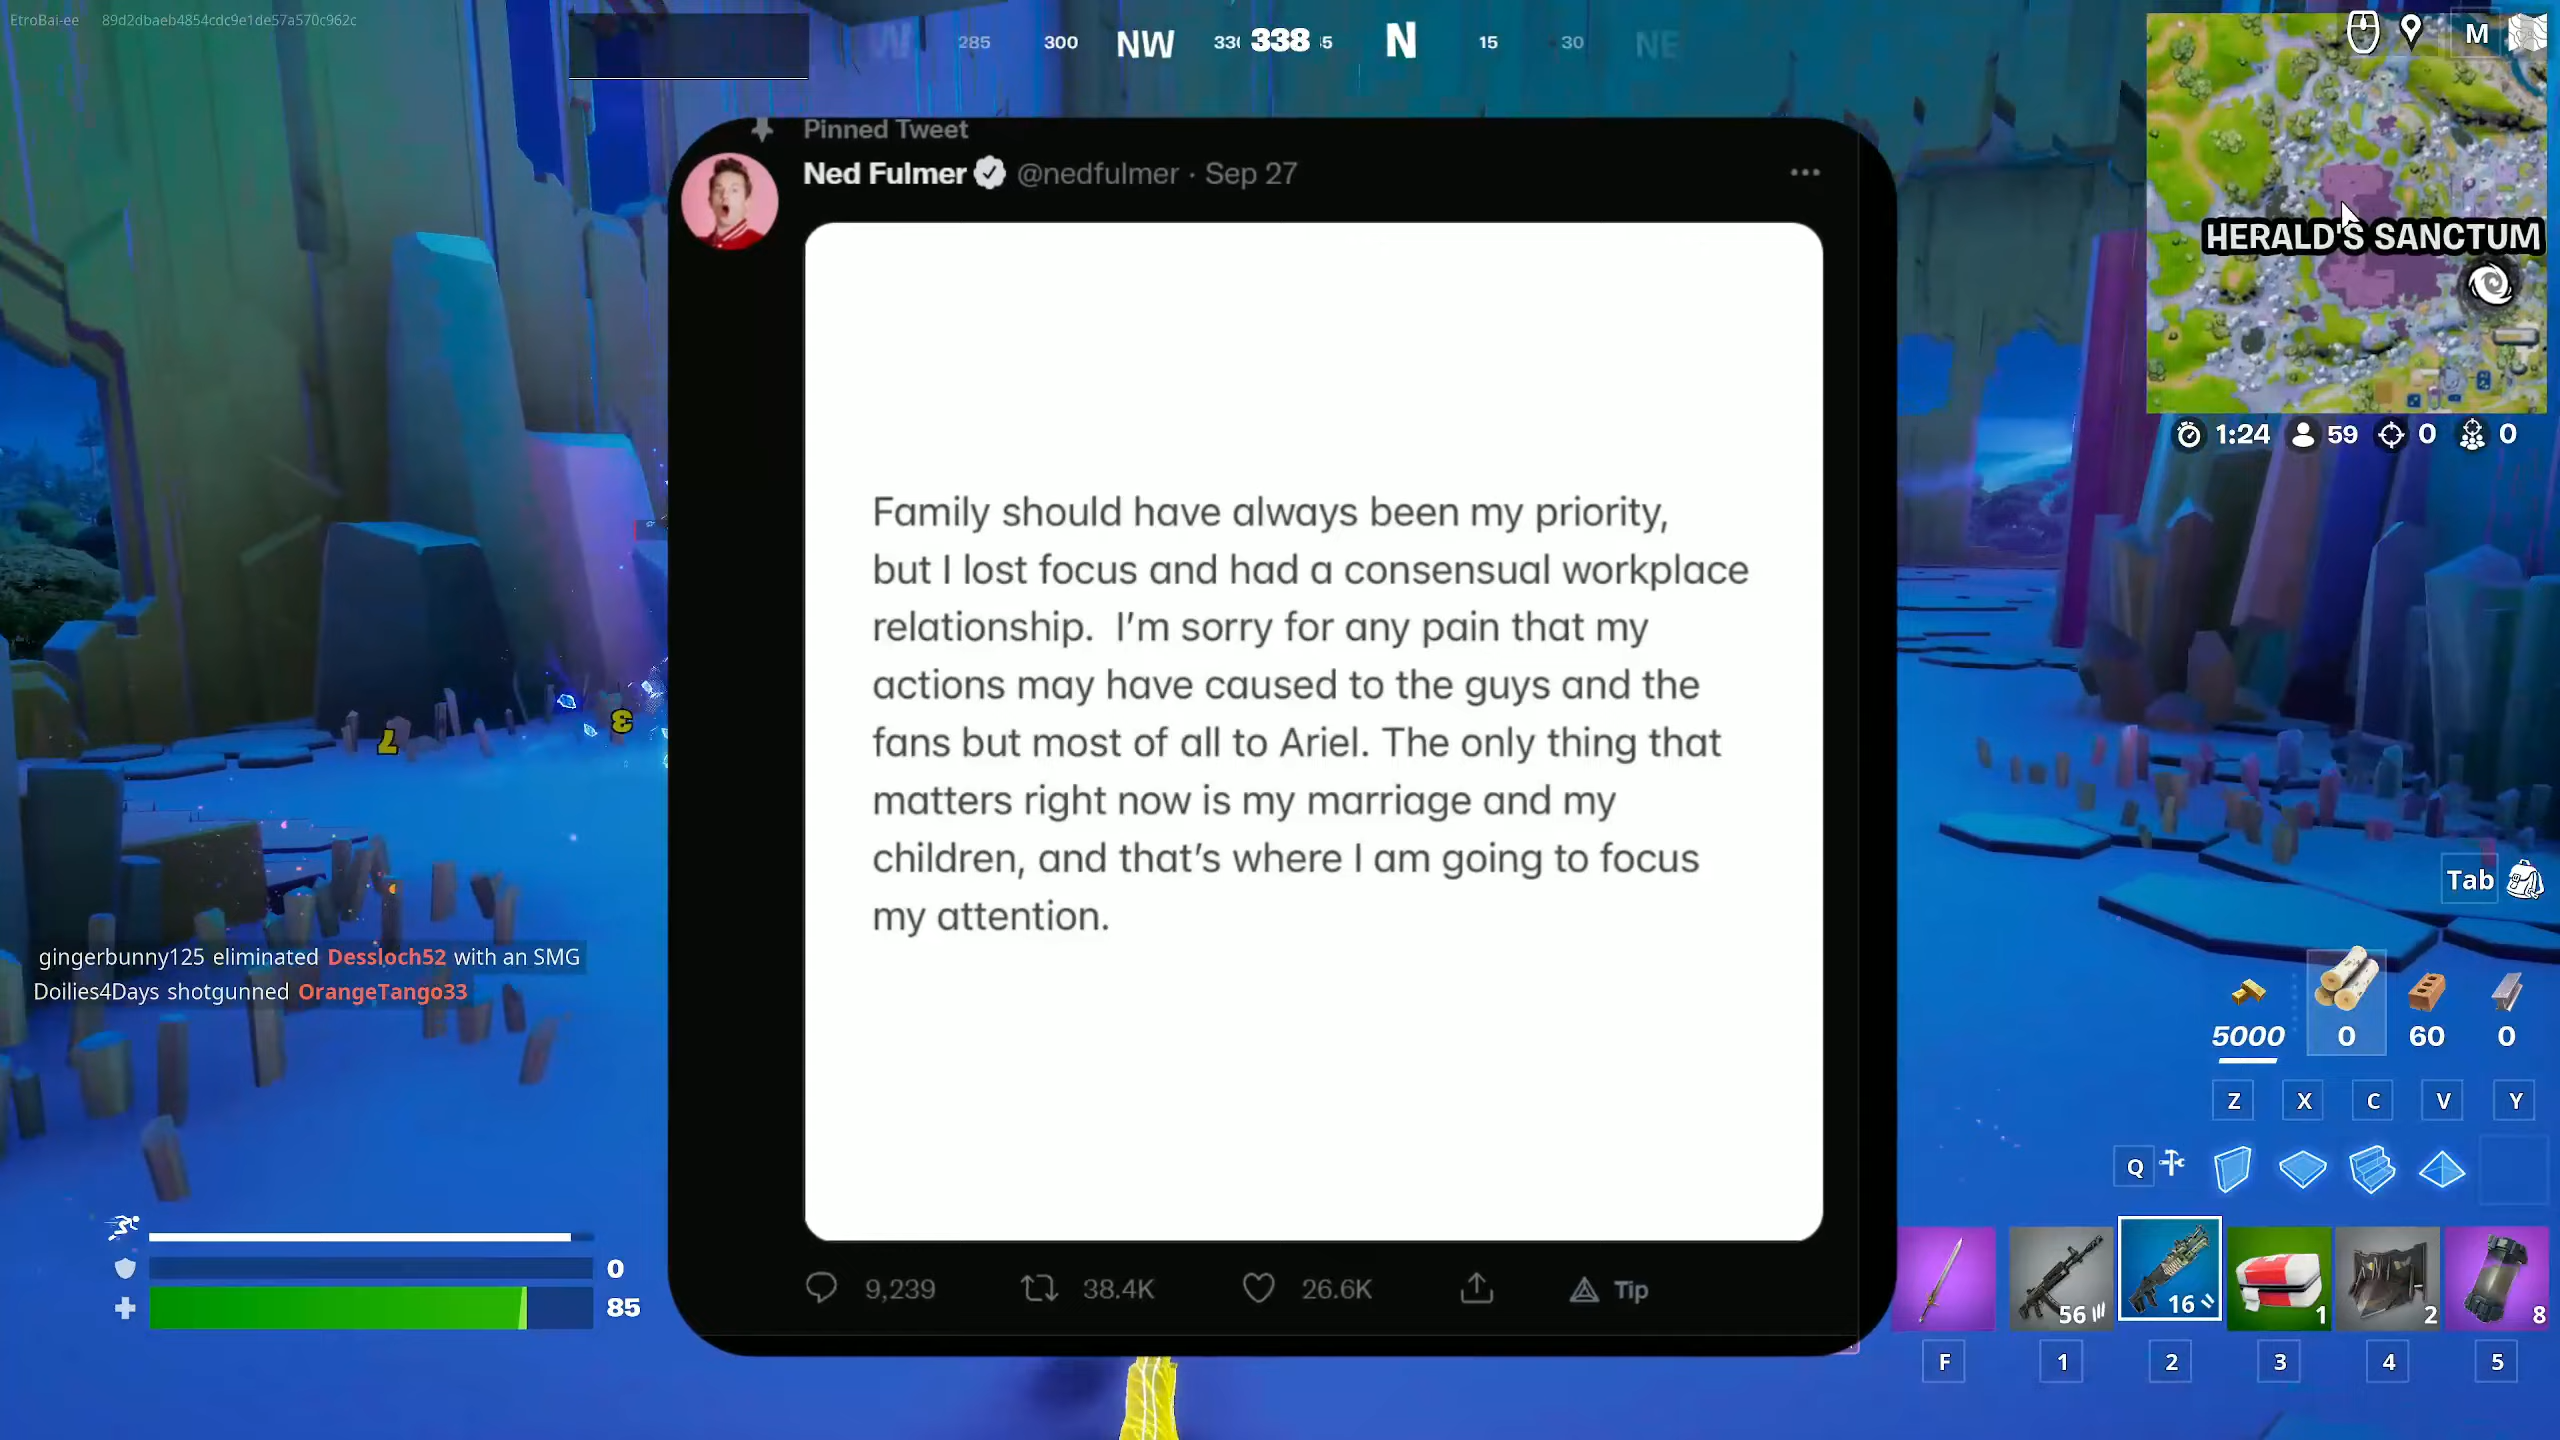 EtroBai-ee 89d2dbaeb4854cdc9e1de57a570c962c
W 285 300 NW 338 N 15 30 NE
M
HERALD'S SANCTUM
1:24 59 0 0
Pinned Tweet
Ned Fulmer @nedfulmer · Sep 27
Family should have always been my priority,
but I lost focus and had a consensual workplace
relationship. I'm sorry for any pain that my
actions may have caused to the guys and the
fans but most of all to Ariel. The only thing that
matters right now is my marriage and my
children, and that's where I am going to focus
my attention.
9,239 38.4K 26.6K Tip
7 3
gingerbunny125 eliminated Dessloch52 with an SMG
Doilies4Days shotgunned OrangeTango33
0
85
Tab
5000 0 60 0
Z X C V Y
Q
56 16 1 2 8
F 1 2 3 4 5